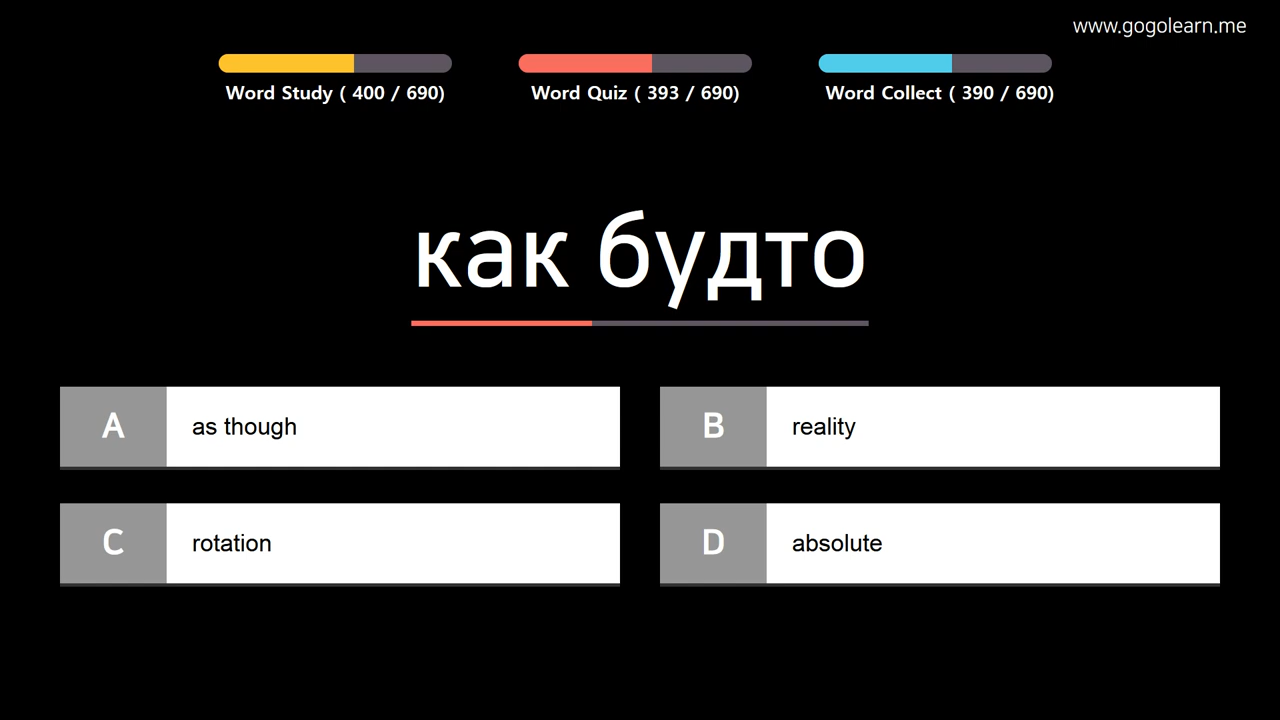 www.gogolearn.me
Word Study ( 400 / 690)
Word Quiz ( 393 / 690)
Word Collect ( 390 / 690)
как будто
A as though
B reality
C rotation
D absolute